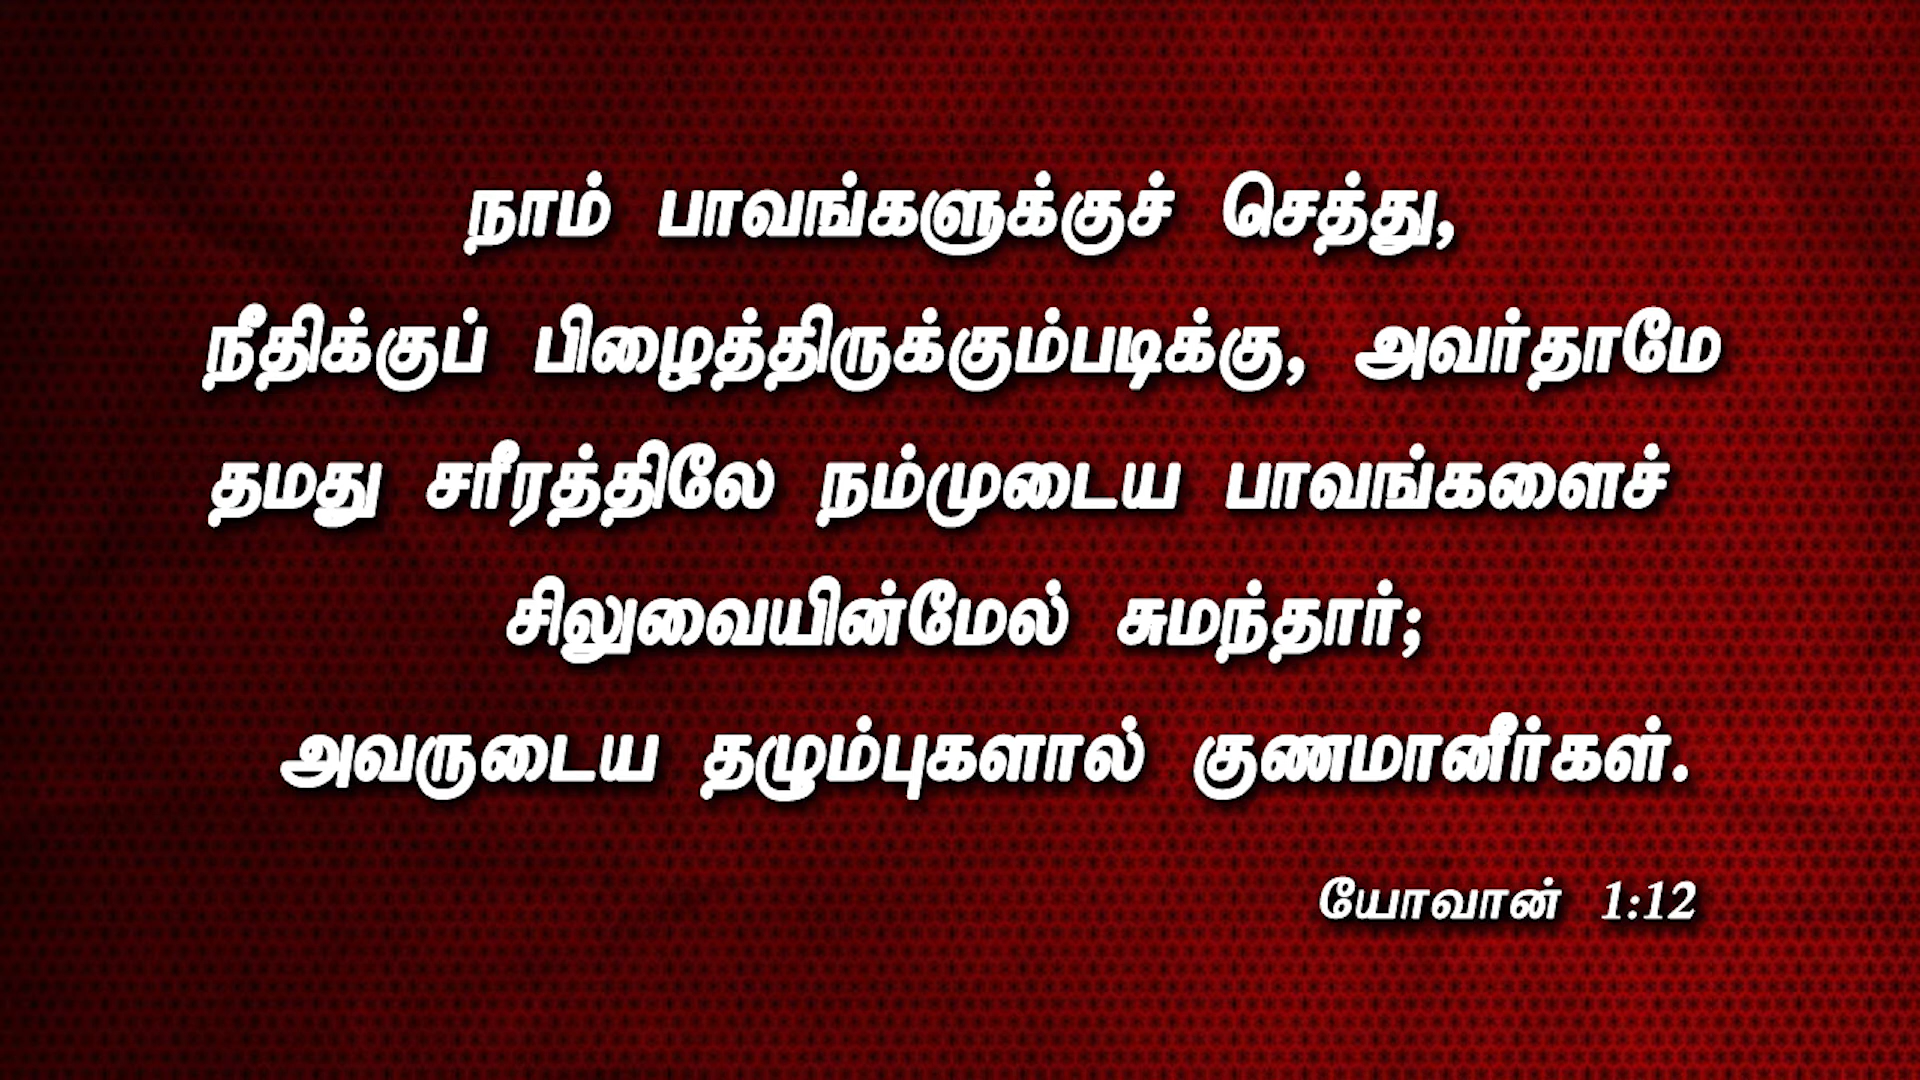 நாம் பாவங்களுக்குச் செத்து,
நீதிக்குப் பிழைத்திருக்கும்படிக்கு, அவர்தாமே
தமது சரீரத்திலே நம்முடைய பாவங்களைச்
சிலுவையின்மேல் சுமந்தார்;
அவருடைய தழும்புகளால் குணமானீர்கள்.
யோவான் 1:12